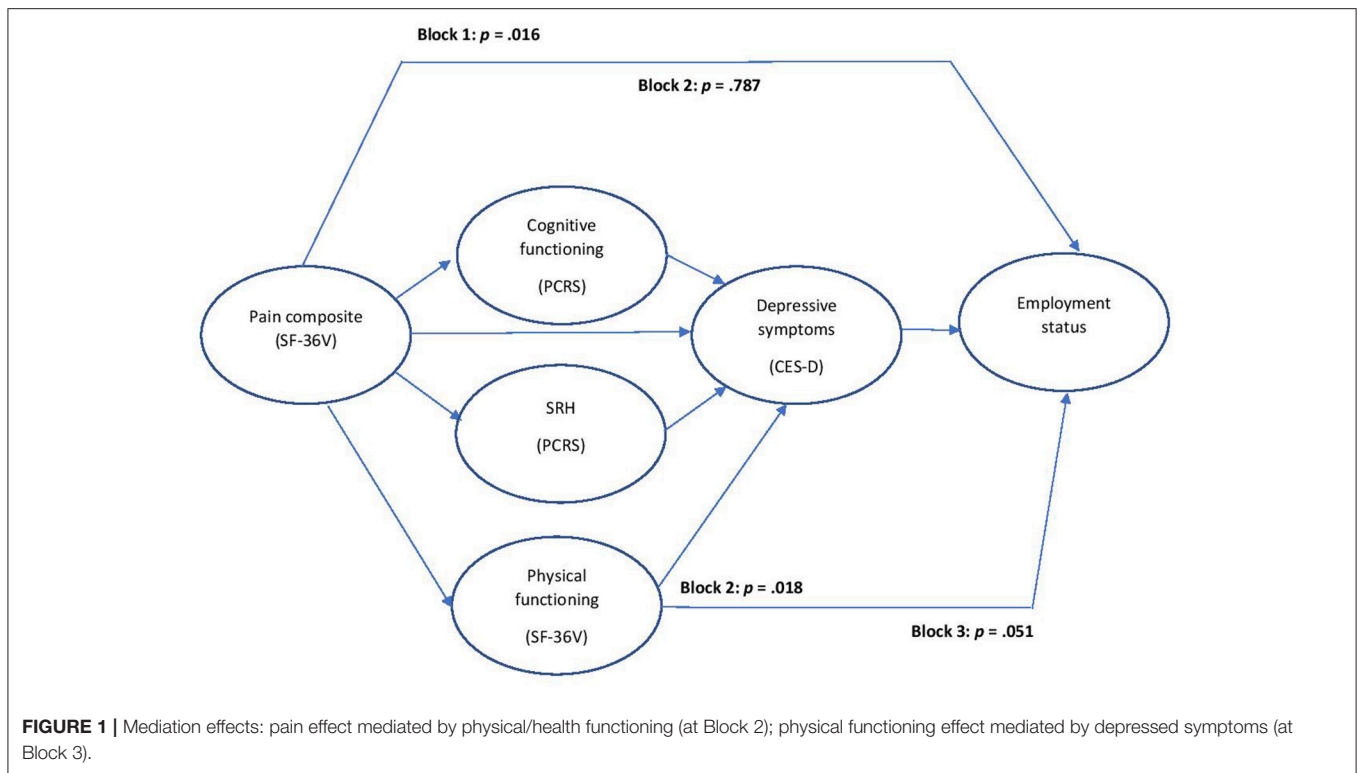 Block 1: p = .016
Block 2: p = .787
Cognitive
functioning
(PCRS)
Pain composite
(SF-36V)
Depressive
symptoms
(CES-D)
Employment
status
SRH
(PCRS)
Physical
functioning
(SF-36V)
Block 2: p = .018
Block 3: p = .051
FIGURE 1 | Mediation effects: pain effect mediated by physical/health functioning (at Block 2); physical functioning effect mediated by depressed symptoms (at
Block 3).